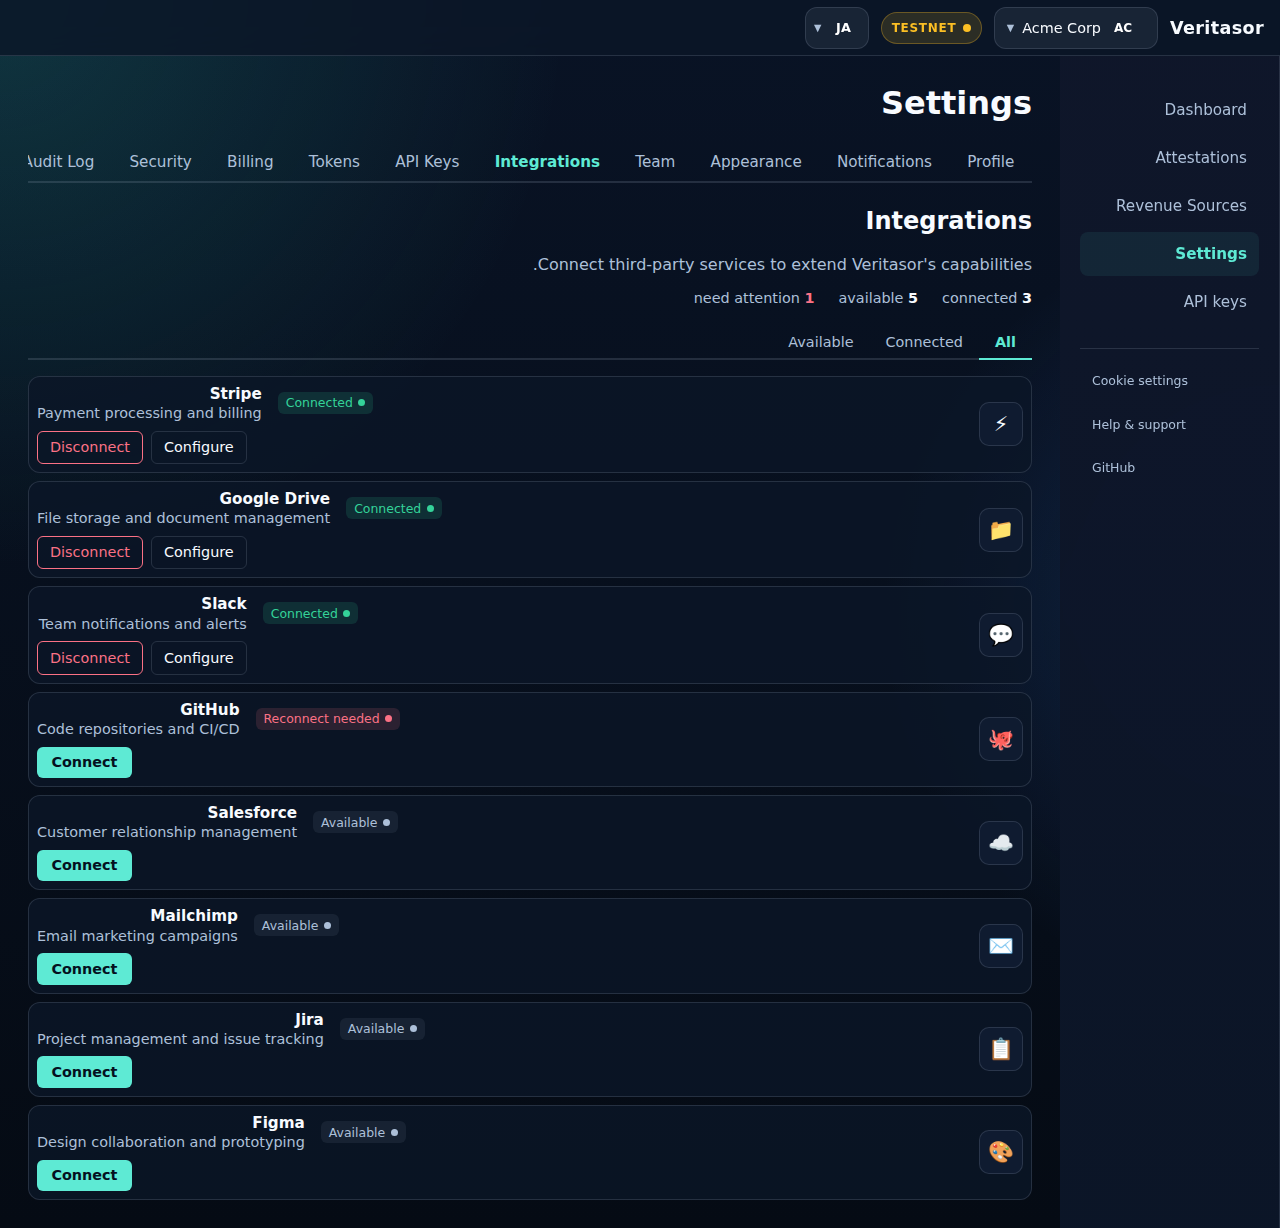 Veritasor
Acme Corp AC ▼
TESTNET
JA ▼
Dashboard
Attestations
Revenue Sources
Settings
API keys
Cookie settings
Help & support
GitHub
Settings
Profile Notifications Appearance Team Integrations API Keys Tokens Billing Security Audit Log
Integrations
.Connect third-party services to extend Veritasor's capabilities
3 connected 5 available 1 need attention
All Connected Available
⚡
Stripe
Connected
Payment processing and billing
Configure Disconnect
Google Drive
Connected
File storage and document management
Configure Disconnect
Slack
Connected
Team notifications and alerts
Configure Disconnect
GitHub
Reconnect needed
Code repositories and CI/CD
Connect
Salesforce
Available
Customer relationship management
Connect
Mailchimp
Available
Email marketing campaigns
Connect
Jira
Available
Project management and issue tracking
Connect
Figma
Available
Design collaboration and prototyping
Connect